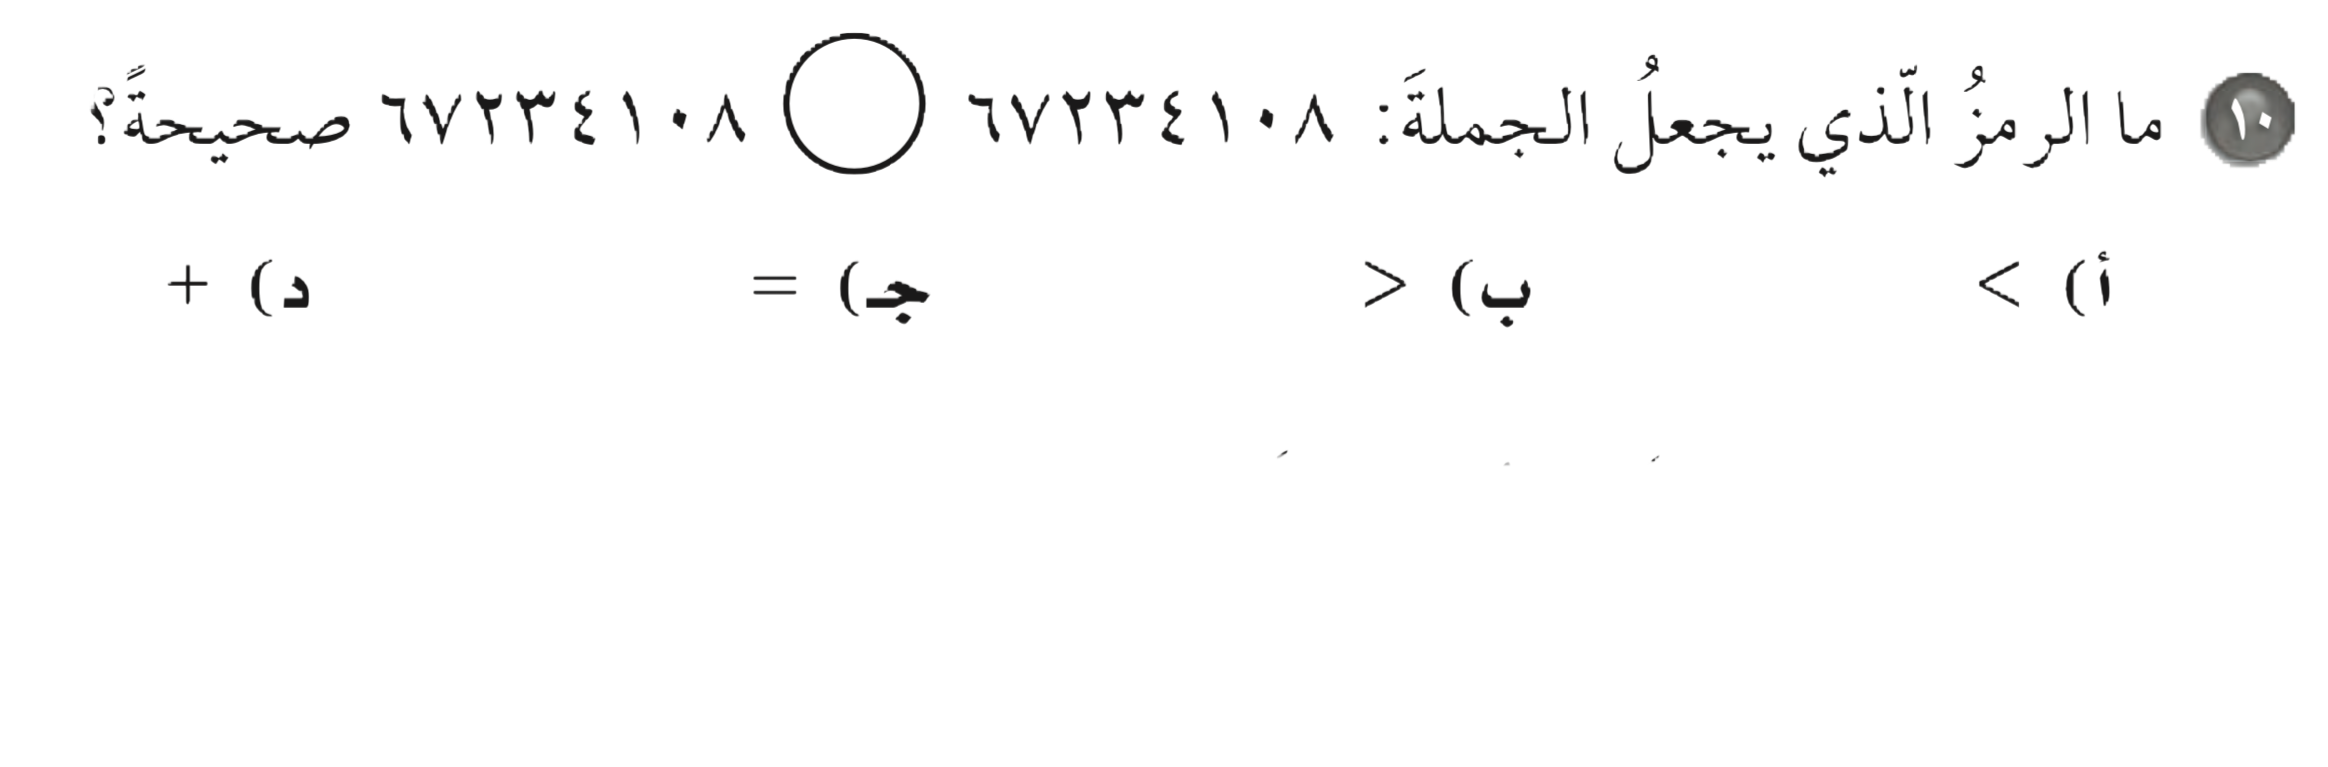 ١٠ ما الرمزُ الّذي يجعلُ الجملةَ: ٦٧٢٣٤١٠٨ ◯ ٦٧٢٣٤١٠٨ صحيحةً؟
أ) < ب) > جـ) = د) +